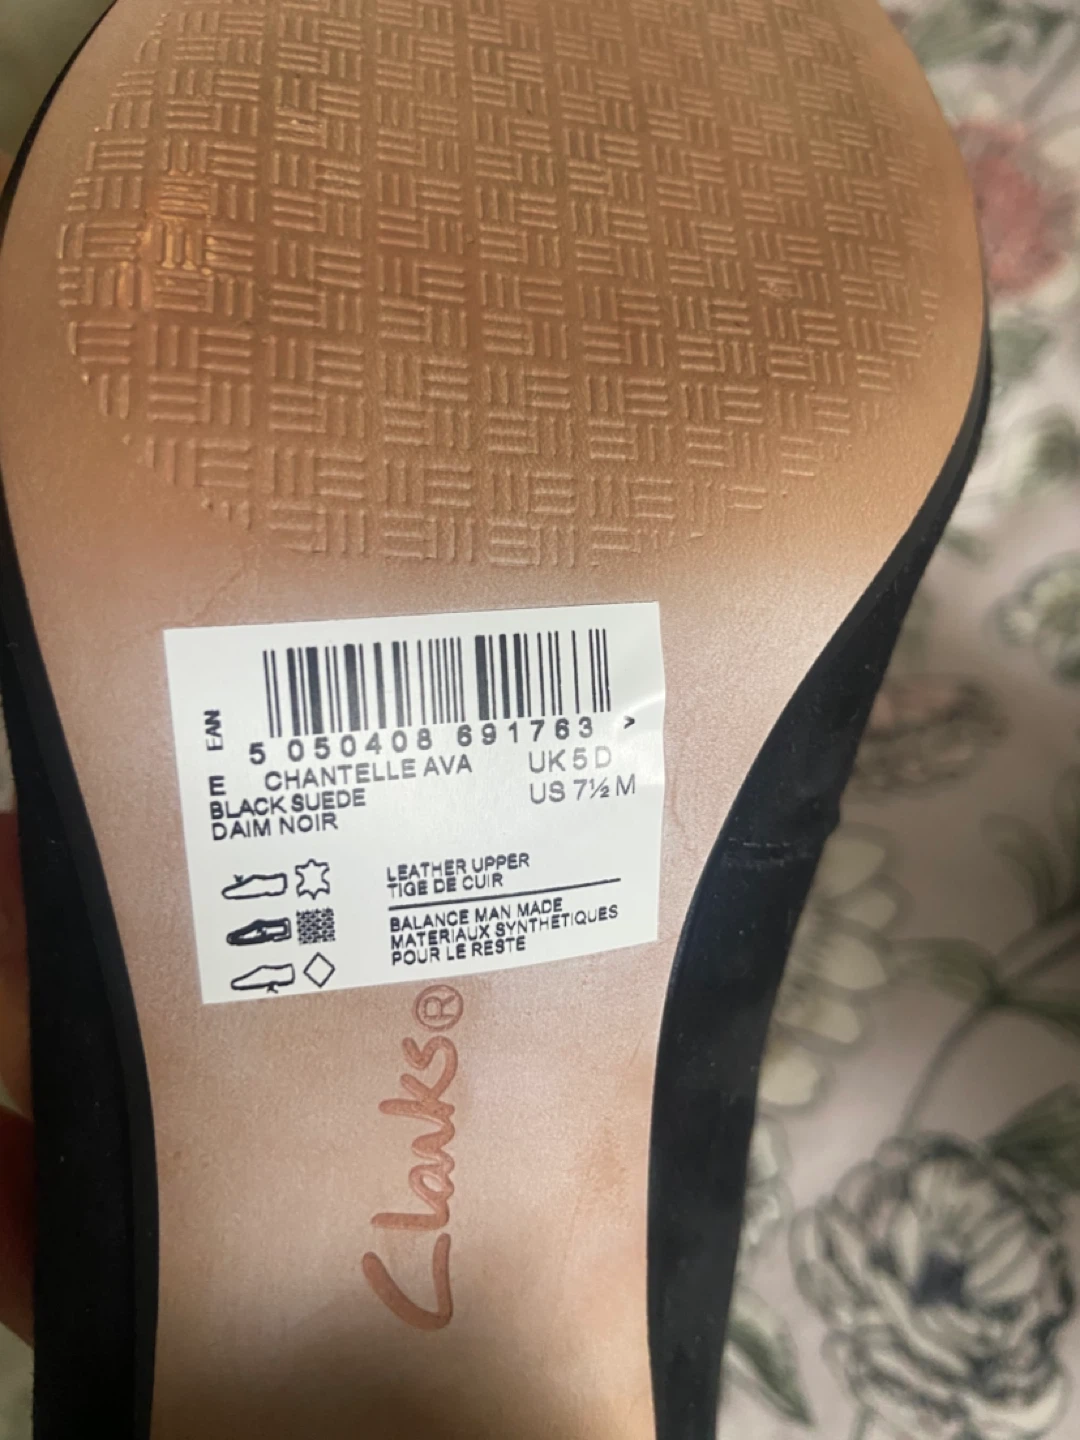 EAN
5 050408 691763 >
E CHANTELLE AVA UK 5 D
BLACK SUEDE US 7½ M
DAIM NOIR
LEATHER UPPER
TIGE DE CUIR
BALANCE MAN MADE
MATERIAUX SYNTHETIQUES
POUR LE RESTE
Clarks®